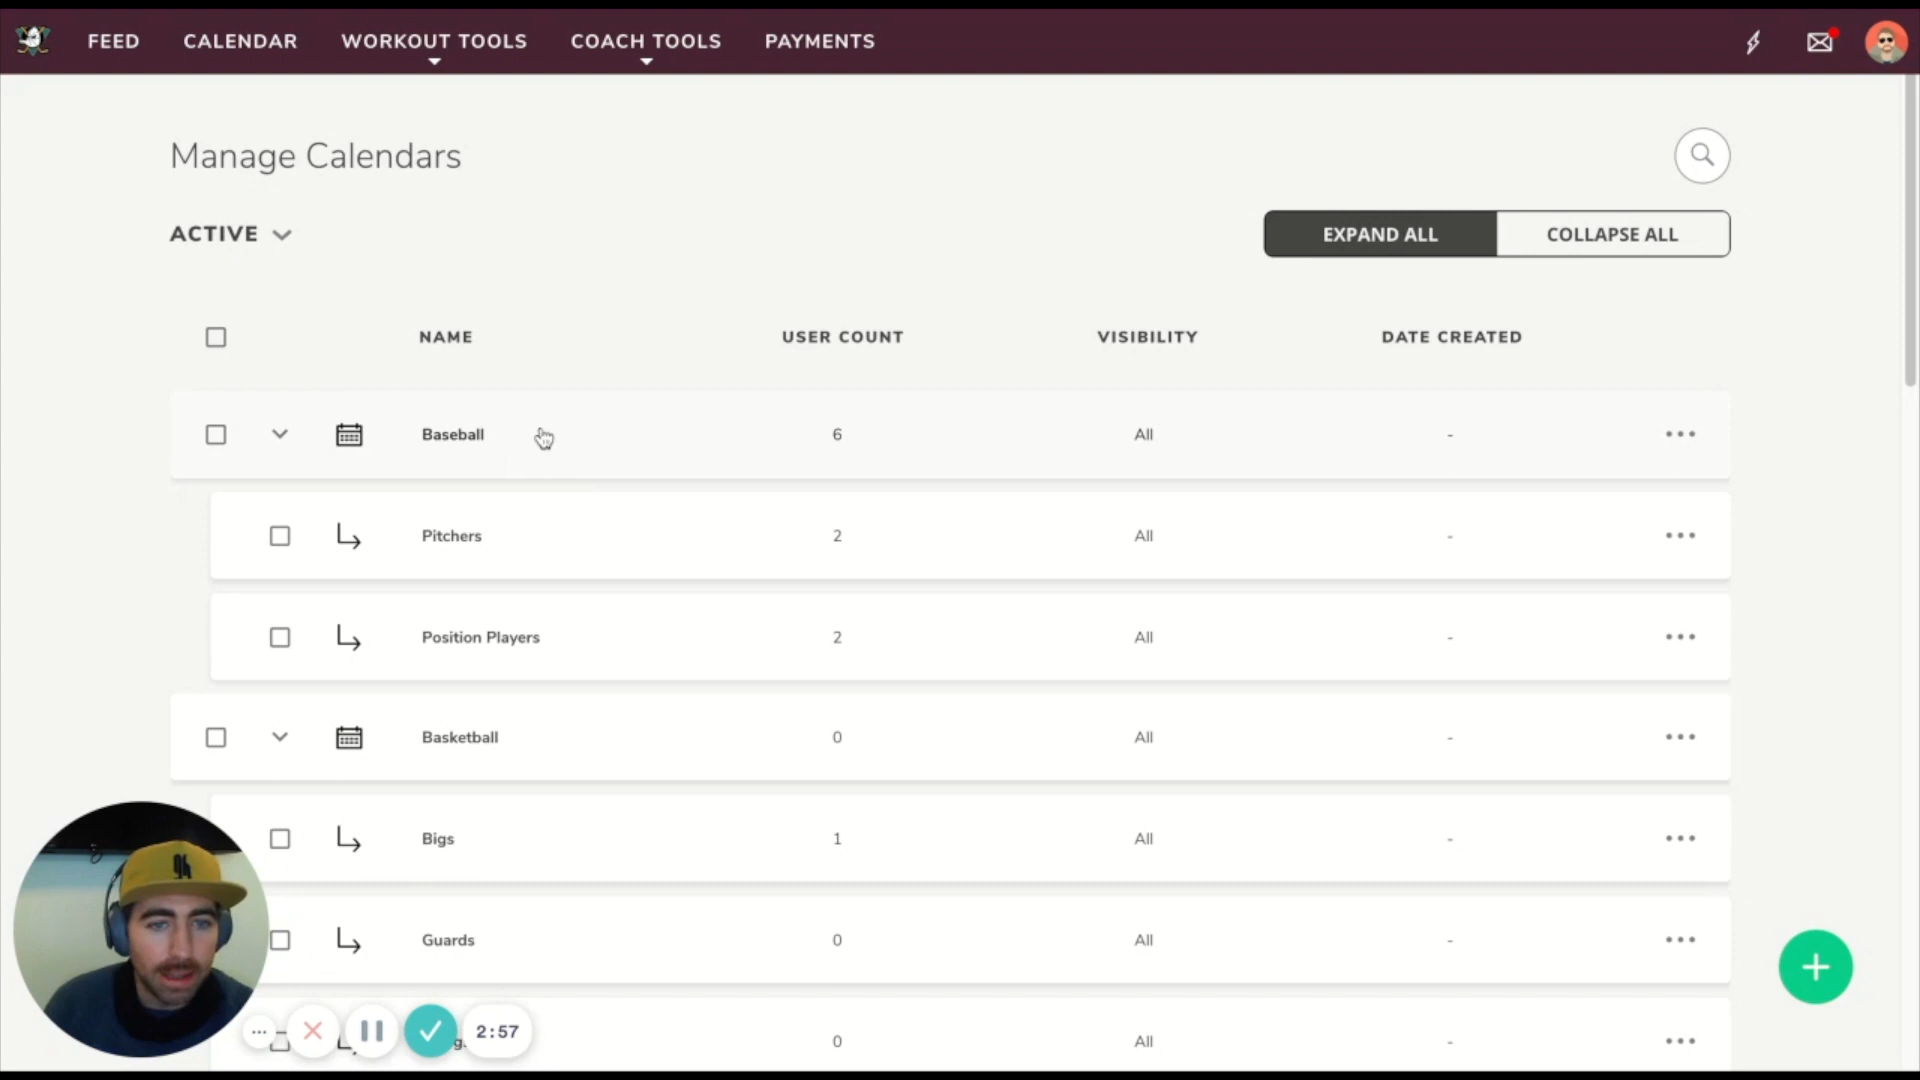 FEED CALENDAR WORKOUT TOOLS COACH TOOLS PAYMENTS
Manage Calendars
ACTIVE
EXPAND ALL COLLAPSE ALL
NAME USER COUNT VISIBILITY DATE CREATED
Baseball 6 All -
Pitchers 2 All -
Position Players 2 All -
Basketball 0 All -
Bigs 1 All -
Guards 0 All -
0 All -
2:57